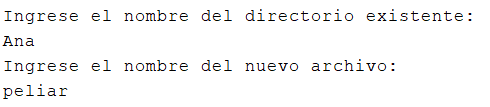 Ingrese el nombre del directorio existente:
Ana
Ingrese el nombre del nuevo archivo:
peliar